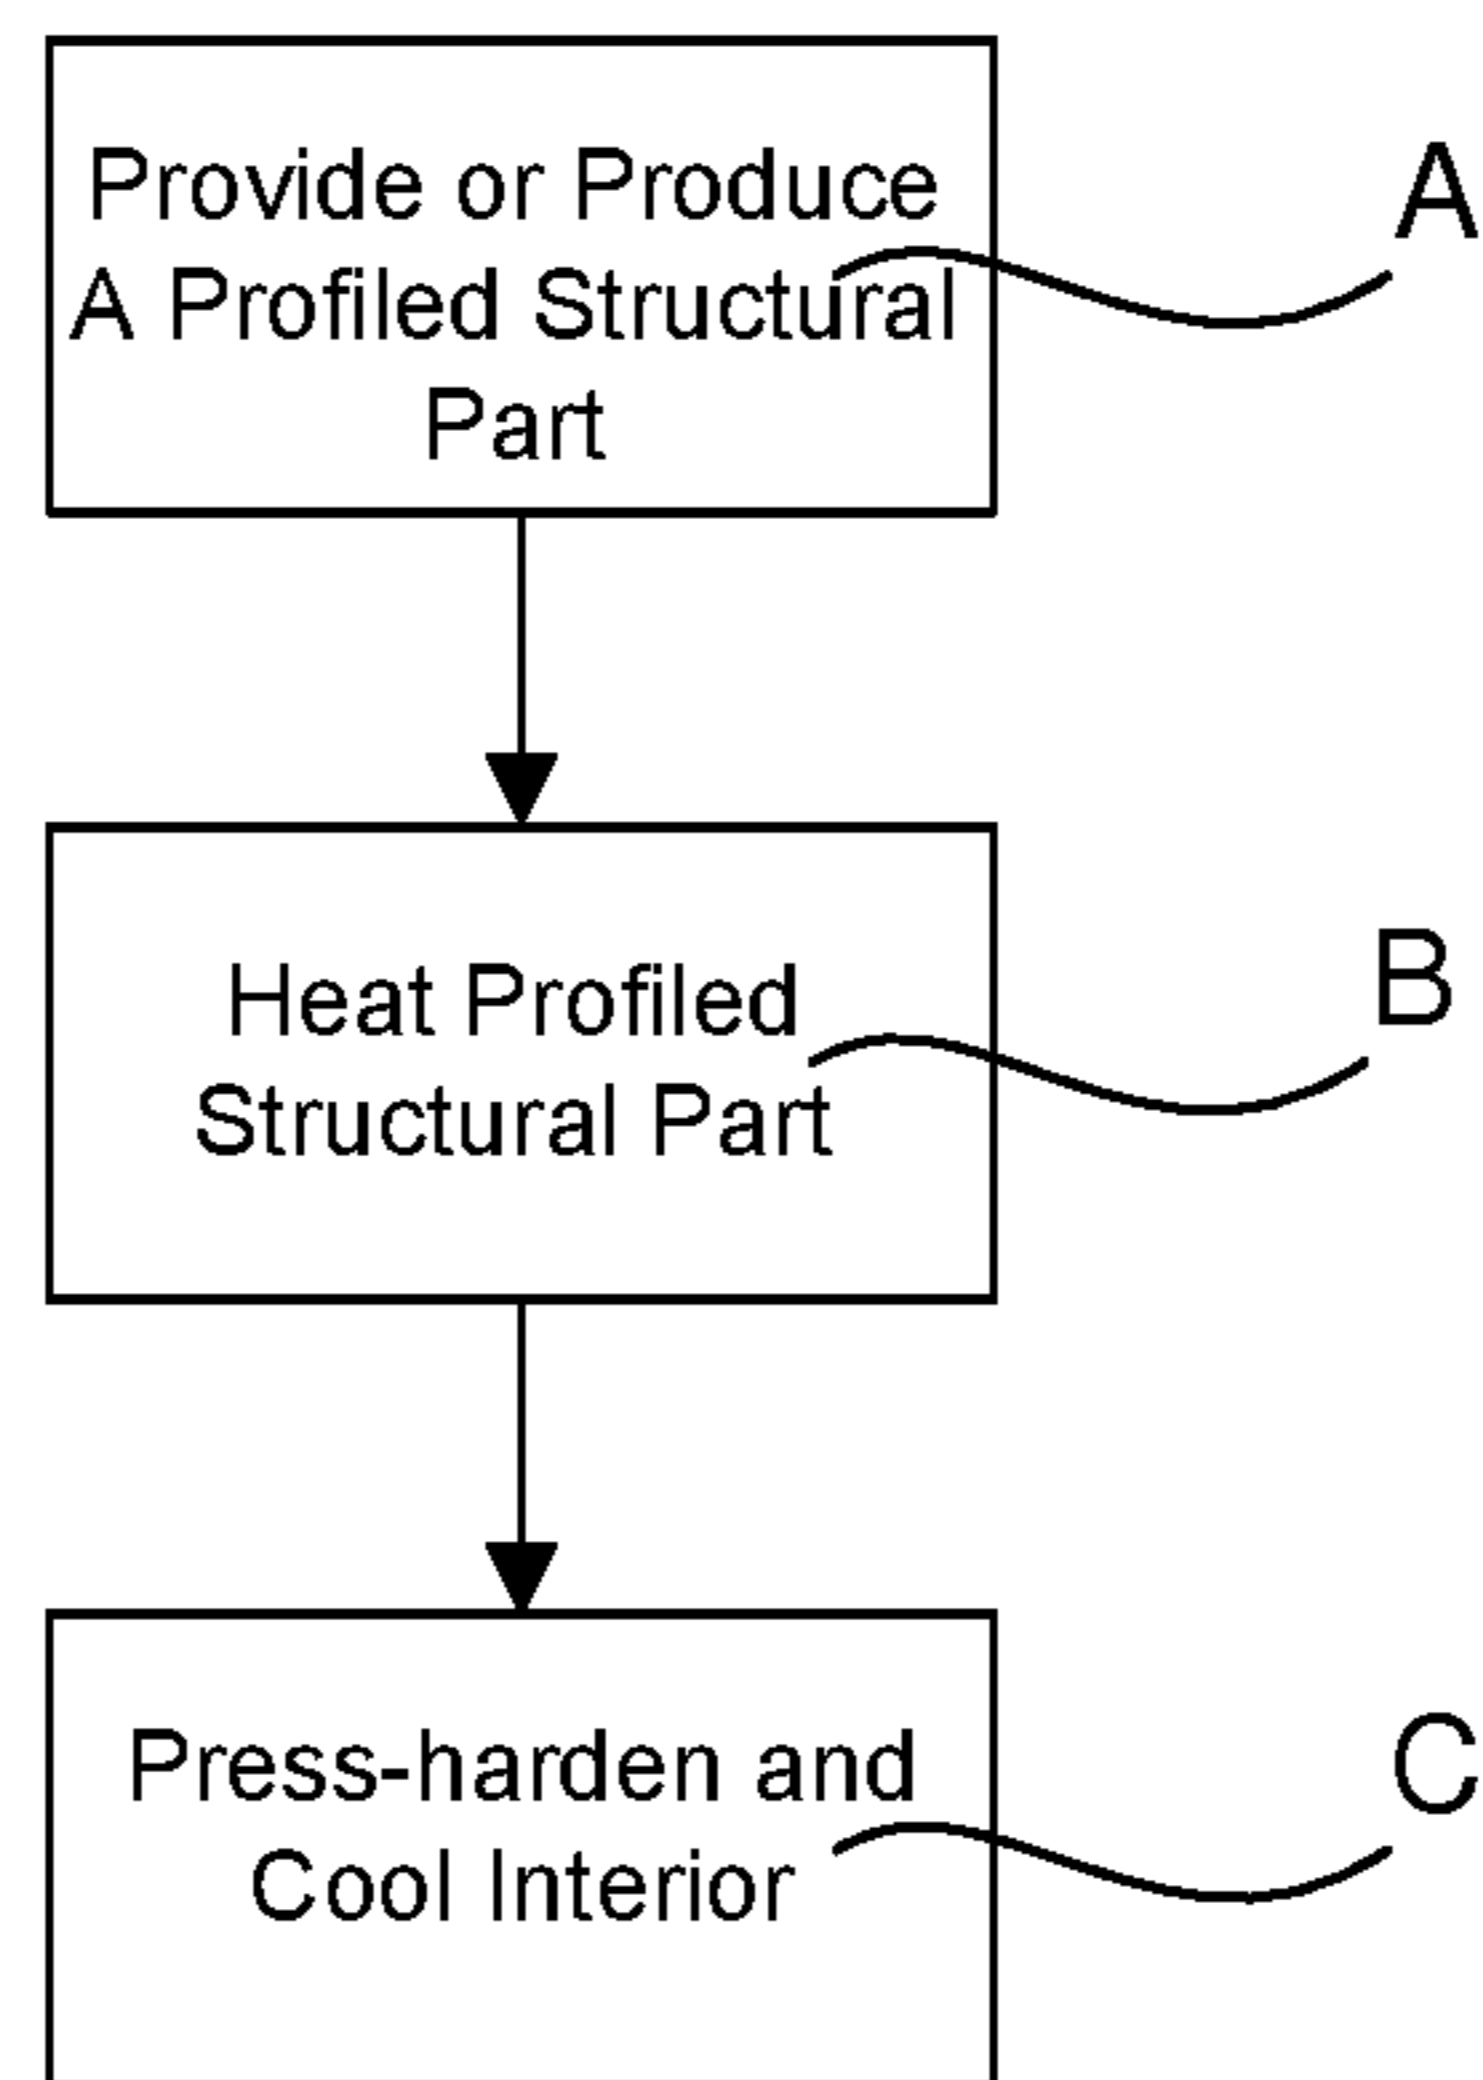 Provide or Produce
A Profiled Structural
Part
A
Heat Profiled
Structural Part
B
Press-harden and
Cool Interior
C